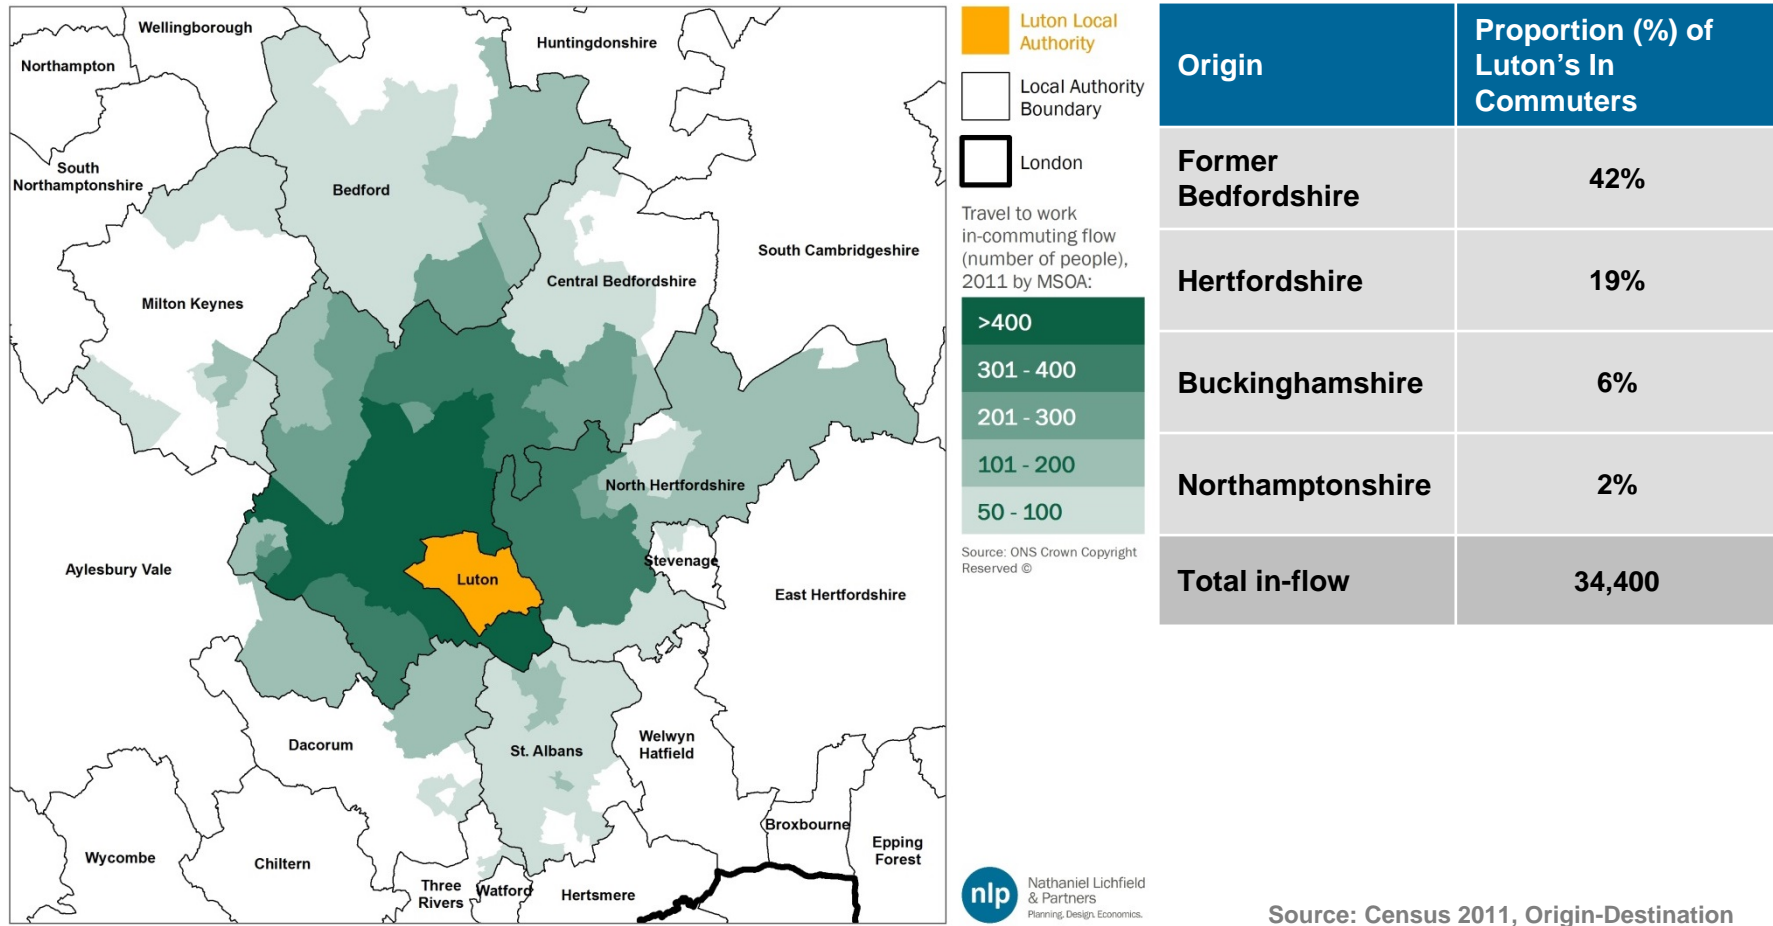 Wellingborough
Northampton
Huntingdonshire
South
Northamptonshire
Bedford
South Cambridgeshire
Central Bedfordshire
Milton Keynes
North Hertfordshire
Aylesbury Vale
Luton
Stevenage
East Hertfordshire
Dacorum
St. Albans
Welwyn
Hatfield
Broxbourne
Epping
Forest
Wycombe
Chiltern
Three
Rivers
Watford
Hertsmere
Luton Local
Authority
Local Authority
Boundary
London
Travel to work
in-commuting flow
(number of people),
2011 by MSOA:
>400
301 - 400
201 - 300
101 - 200
50 - 100
Source: ONS Crown Copyright
Reserved ©
nlp
Nathaniel Lichfield
& Partners
Planning. Design. Economics.
Origin
Proportion (%) of
Luton’s In
Commuters
Former
Bedfordshire
42%
Hertfordshire
19%
Buckinghamshire
6%
Northamptonshire
2%
Total in-flow
34,400
Source: Census 2011, Origin-Destination